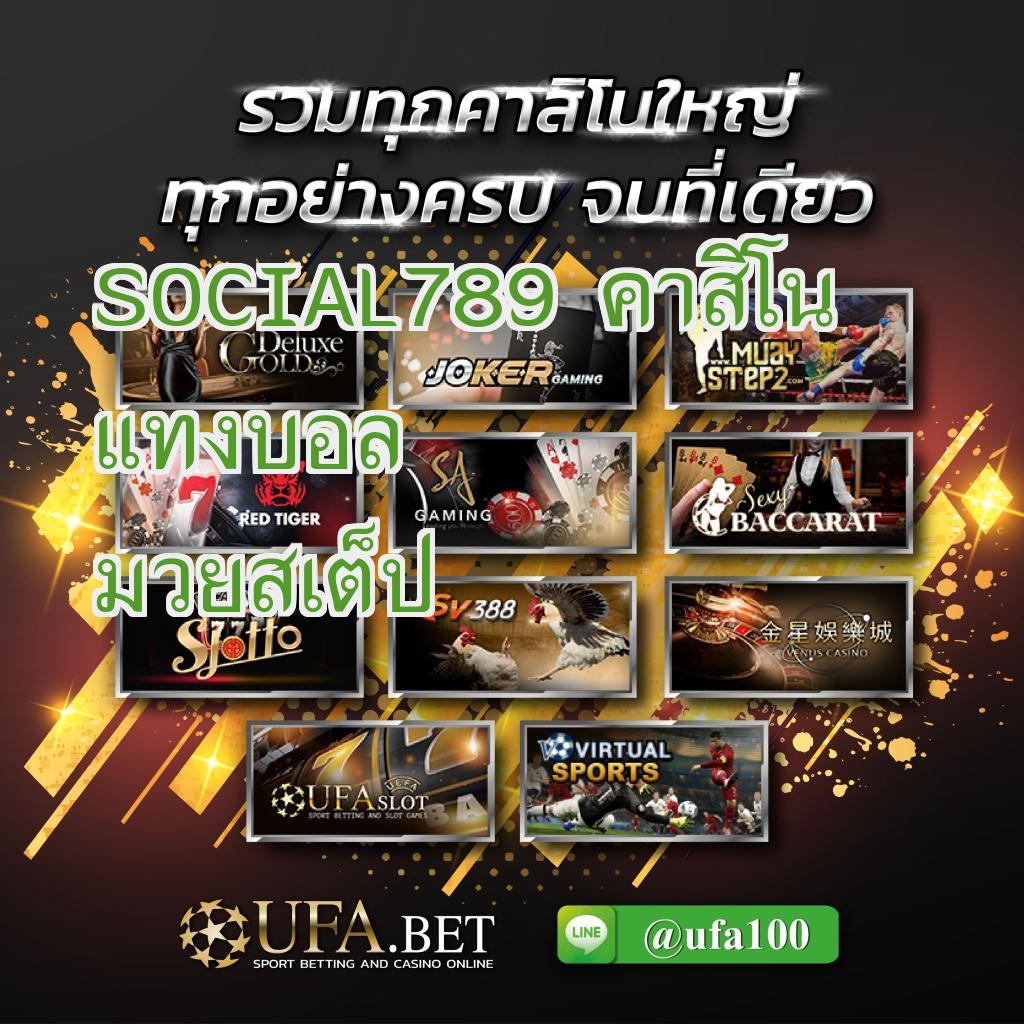 รวมทุกคาสิโนใหญ่
ทุกอย่างครบ จบที่เดียว
SOCIAL789 คาสิโน
Deluxe
GOLD
JOKER GAMING
WWW.MUAY
STEP2.COM
แทงบอล
7
RED TIGER
SA
GAMING
Sexy
BACCARAT
มวยสเต็ป
Slotto
SV388
金星娛樂城
VENUS CASINO
UEFA
UFA SLOT
SPORT BETTING AND SLOT GAMES
VIRTUAL
SPORTS
UFA.BET
SPORT BETTING AND CASINO ONLINE
LINE
@ufa100